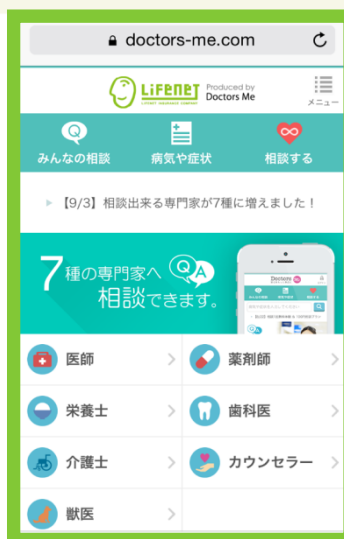 doctors-me.com
LIFENET Produced by
LIFENET INSURANCE COMPANY Doctors Me
メニュー
みんなの相談 病気や症状 相談する
【9/3】相談出来る専門家が7種に増えました！
7種の専門家へ Q A
相談できます。
Doctors Me
医師 薬剤師
栄養士 歯科医
介護士 カウンセラー
獣医